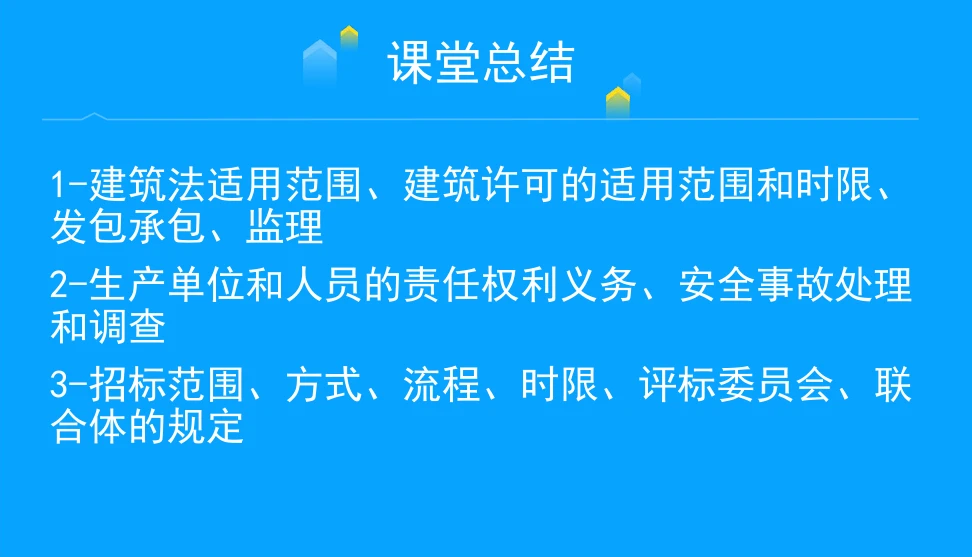 课堂总结
1-建筑法适用范围、建筑许可的适用范围和时限、
发包承包、监理
2-生产单位和人员的责任权利义务、安全事故处理
和调查
3-招标范围、方式、流程、时限、评标委员会、联
合体的规定